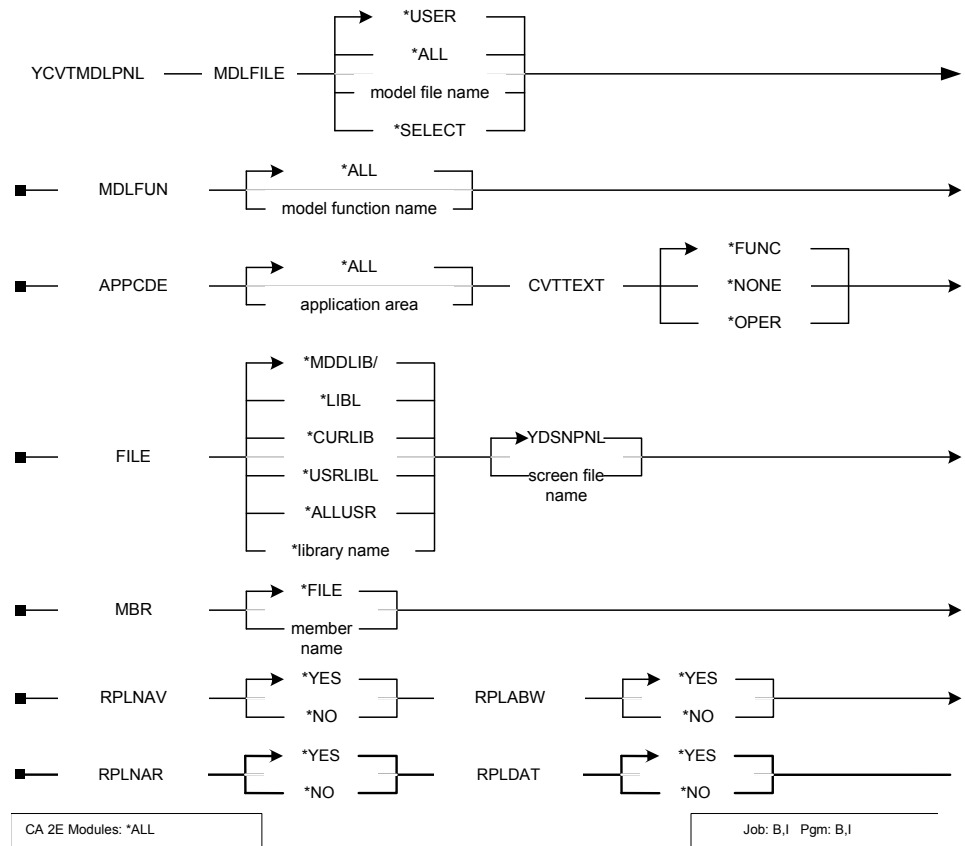 *USER
*ALL
YCVTMDLPNL
MDLFILE
model file name
*SELECT
*ALL
MDLFUN
model function name
*ALL
*FUNC
APPCDE
CVTTEXT
*NONE
application area
*OPER
*MDDLIB/
*LIBL
*CURLIB
YDSNPNL
FILE
*USRLIBL
screen file
name
*ALLUSR
*library name
*FILE
MBR
member
name
*YES
*YES
RPLNAV
RPLABW
*NO
*NO
*YES
*YES
RPLNAR
RPLDAT
*NO
*NO
CA 2E Modules: *ALL
Job: B,I Pgm: B,I